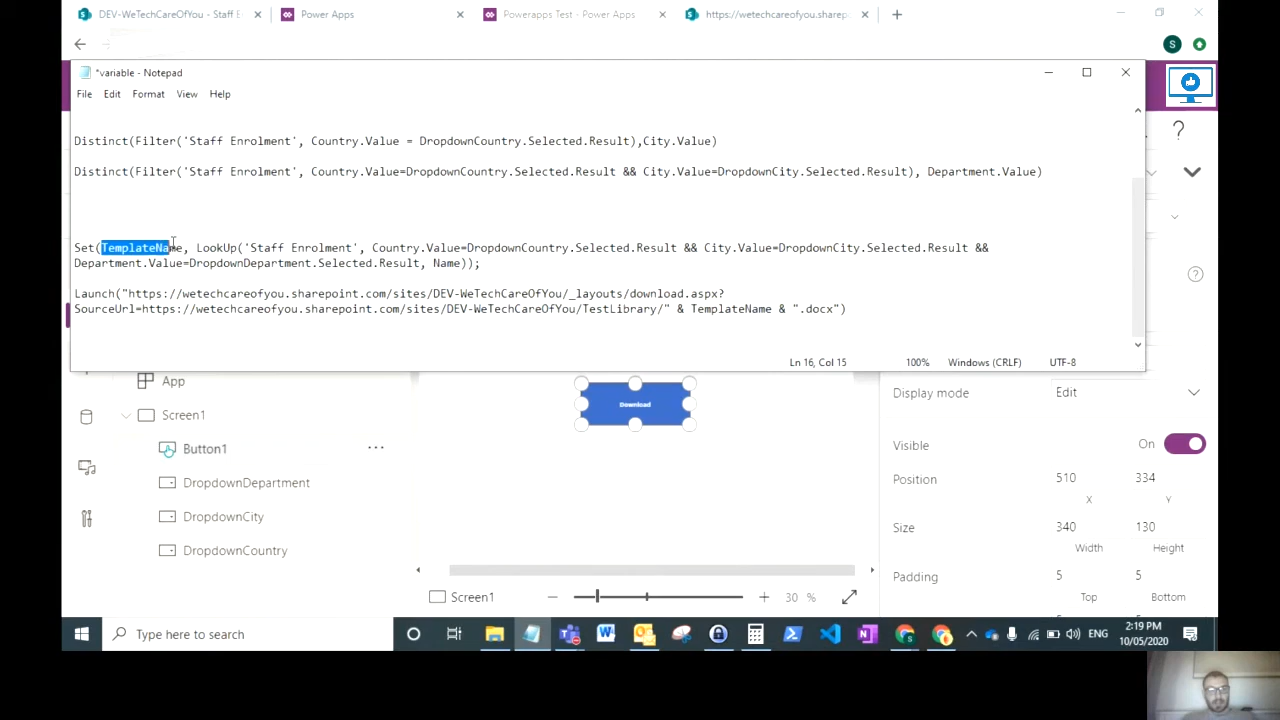 DEV-WeTechCareOfYou - Staff E
Power Apps
Powerapps Test - Power Apps
https://wetechcareofyou.sharep
S
*variable - Notepad
File Edit Format View Help
Distinct(Filter('Staff Enrolment', Country.Value = DropdownCountry.Selected.Result),City.Value)
Distinct(Filter('Staff Enrolment', Country.Value=DropdownCountry.Selected.Result && City.Value=DropdownCity.Selected.Result), Department.Value)
Set(TemplateName, LookUp('Staff Enrolment', Country.Value=DropdownCountry.Selected.Result && City.Value=DropdownCity.Selected.Result &&
Department.Value=DropdownDepartment.Selected.Result, Name));
Launch("https://wetechcareofyou.sharepoint.com/sites/DEV-WeTechCareOfYou/_layouts/download.aspx?
SourceUrl=https://wetechcareofyou.sharepoint.com/sites/DEV-WeTechCareOfYou/TestLibrary/" & TemplateName & ".docx")
Ln 16, Col 15
100%
Windows (CRLF)
UTF-8
App
Screen1
Button1
DropdownDepartment
DropdownCity
DropdownCountry
Download
Display mode
Edit
Visible
On
Position
510
334
X
Y
Size
340
130
Width
Height
Padding
5
5
Top
Bottom
Screen1
30 %
Type here to search
ENG
2:19 PM
10/05/2020